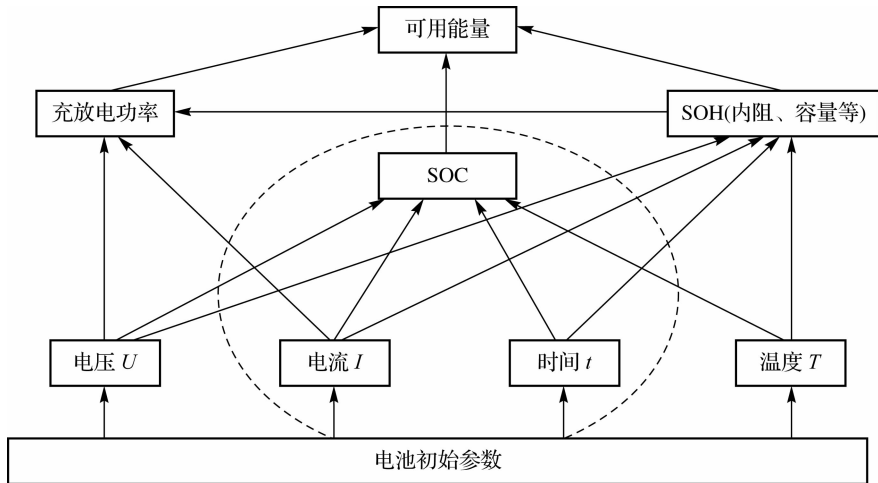 可用能量
充放电功率
SOH(内阻、容量等)
SOC
电压 U
电流 I
时间 t
温度 T
电池初始参数